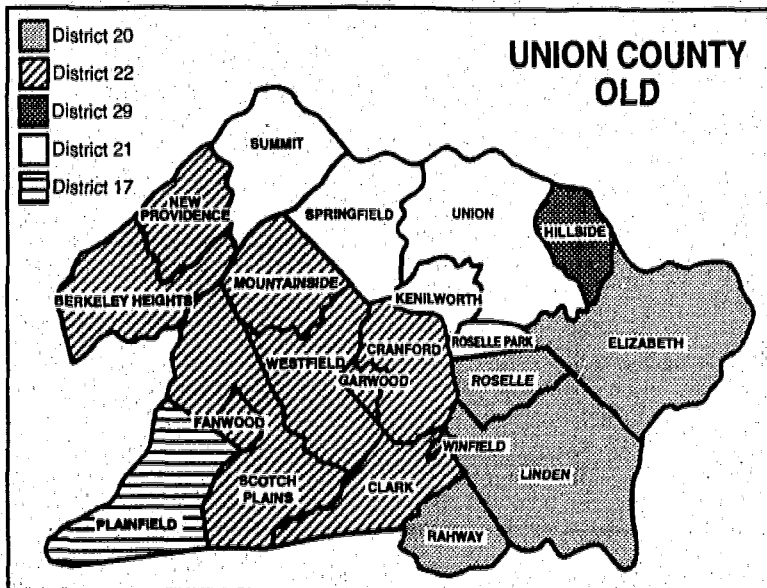 District 20
District 22
District 29
District 21
District 17
UNION COUNTY
OLD
SUMMIT
NEW
PROVIDENCE
SPRINGFIELD
UNION
HILLSIDE
BERKELEY HEIGHTS
MOUNTAINSIDE
KENILWORTH
ROSELLE PARK
ELIZABETH
WESTFIELD
CRANFORD
GARWOOD
ROSELLE
FANWOOD
WINFIELD
SCOTCH
PLAINS
CLARK
LINDEN
PLAINFIELD
RAHWAY